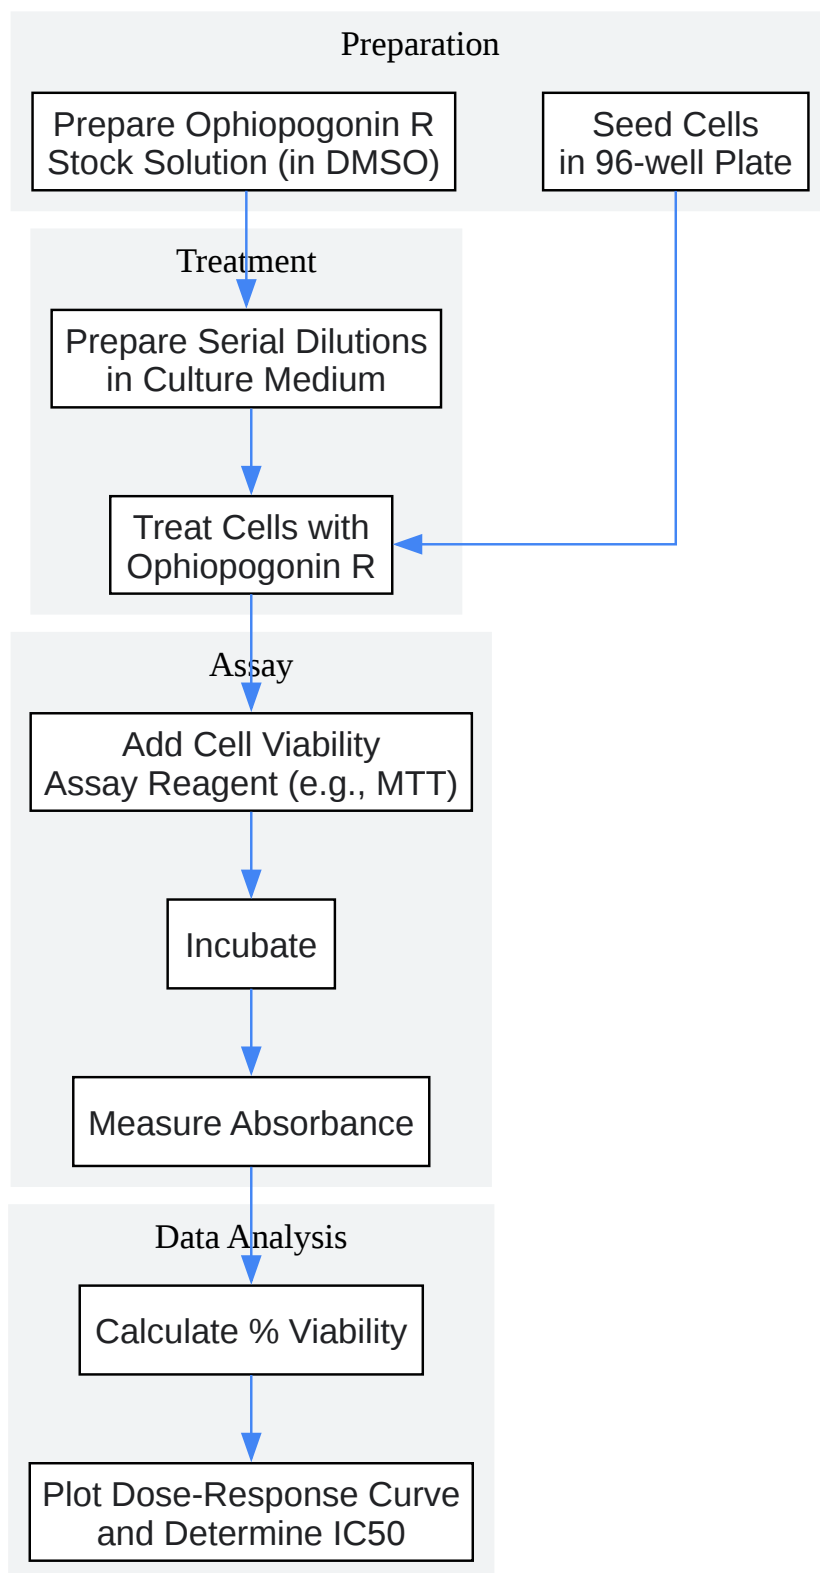 Preparation
Prepare Ophiopogonin R
Stock Solution (in DMSO)
Seed Cells
in 96-well Plate
Treatment
Prepare Serial Dilutions
in Culture Medium
Treat Cells with
Ophiopogonin R
Assay
Add Cell Viability
Assay Reagent (e.g., MTT)
Incubate
Measure Absorbance
Data Analysis
Calculate % Viability
Plot Dose-Response Curve
and Determine IC50